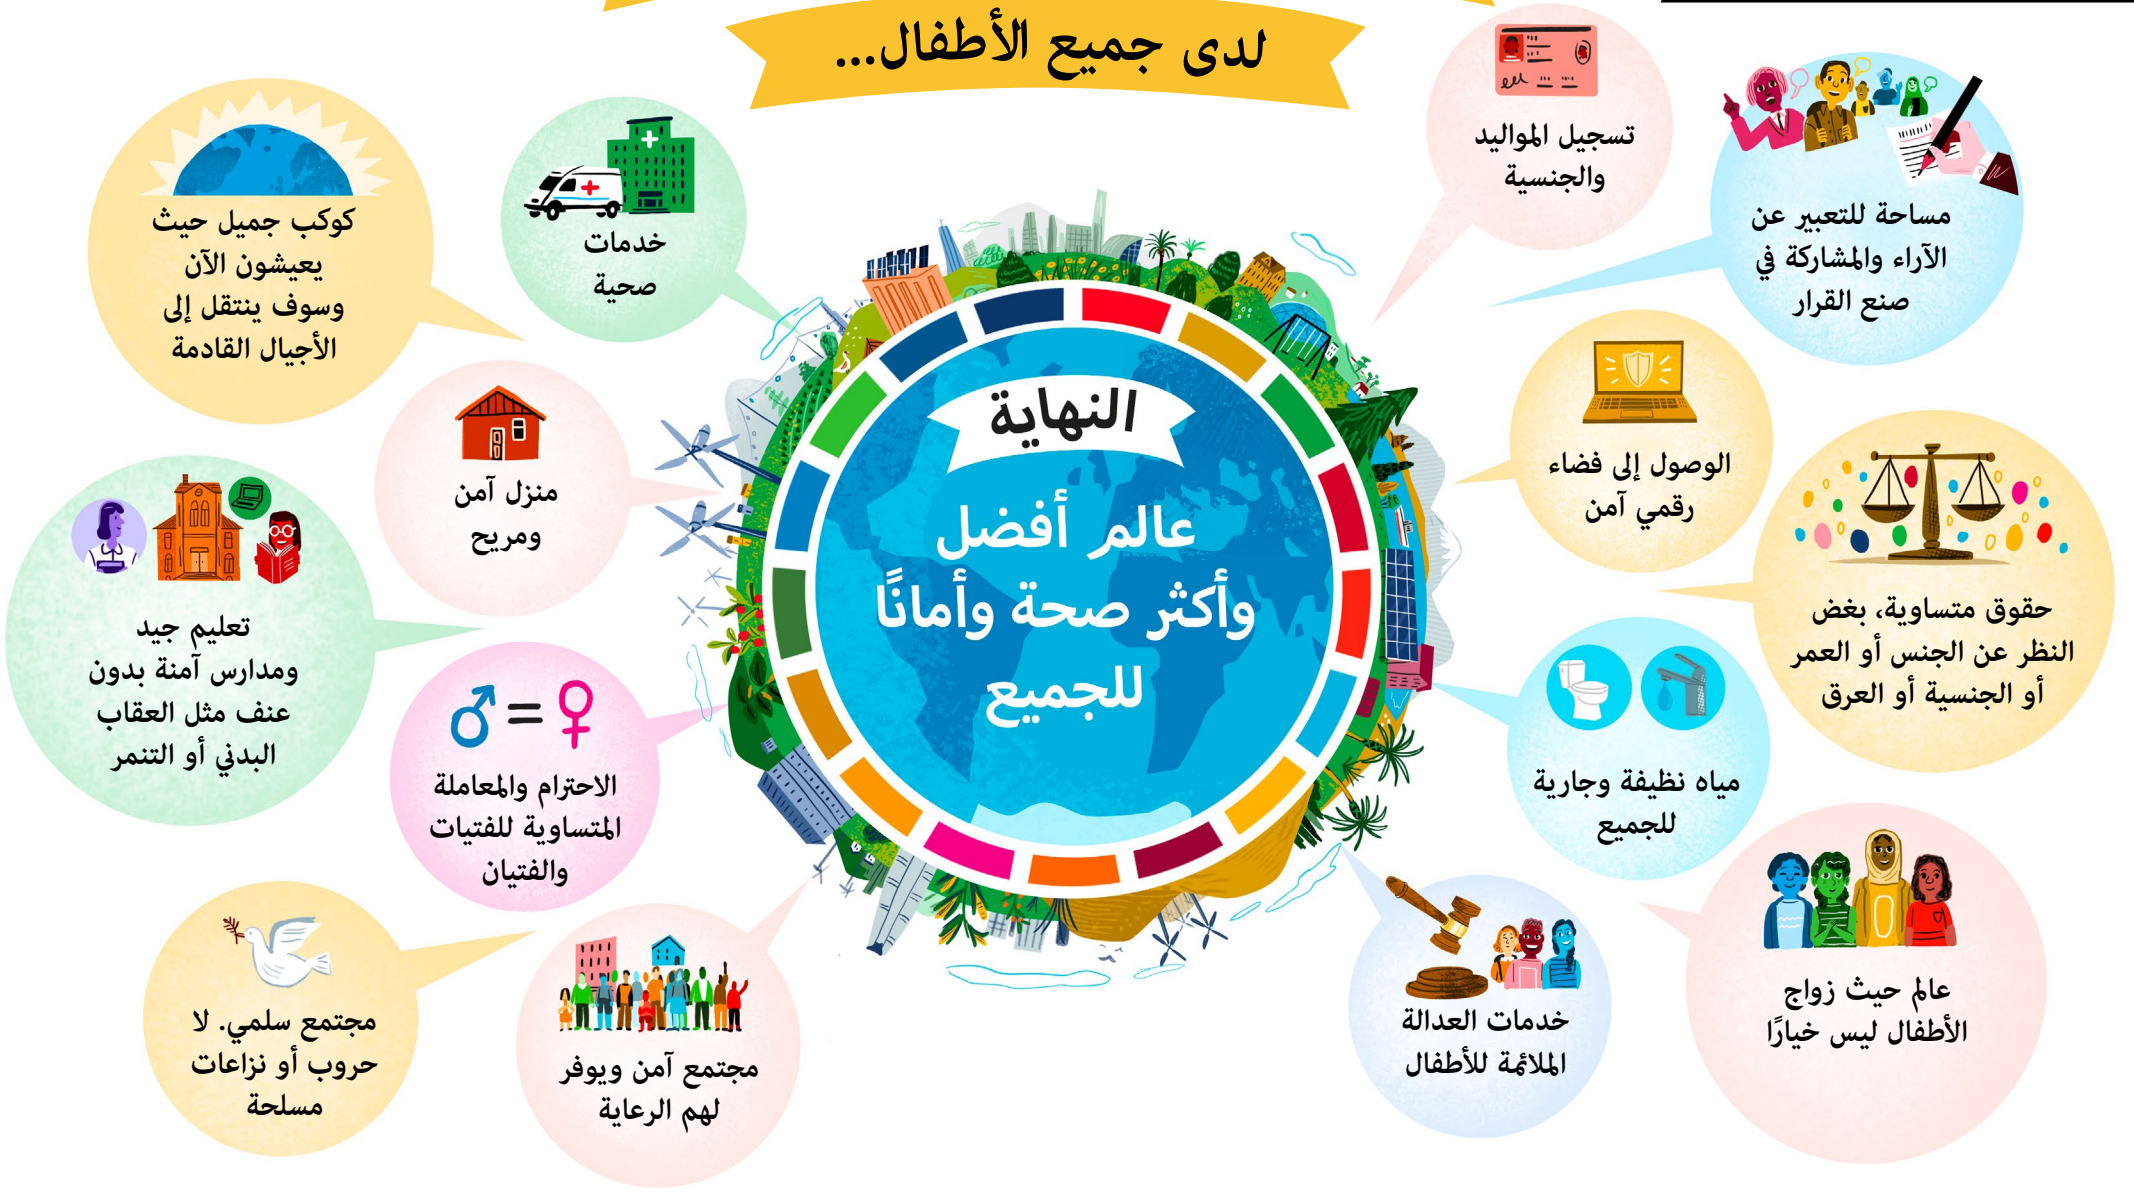 لدى جميع الأطفال...
تسجيل المواليد
والجنسية
مساحة للتعبير عن
الآراء والمشاركة في
صنع القرار
خدمات
صحية
كوكب جميل حيث
يعيشون الآن
وسوف ينتقل إلى
الأجيال القادمة
الوصول إلى فضاء
رقمي آمن
النهاية
عالم أفضل
وأكثر صحة وأمانًا
للجميع
منزل آمن
ومريح
حقوق متساوية، بغض
النظر عن الجنس أو العمر
أو الجنسية أو العرق
تعليم جيد
ومدارس آمنة بدون
عنف مثل العقاب
البدني أو التنمر
مياه نظيفة وجارية
للجميع
الاحترام والمعاملة
المتساوية للفتيات
والفتيان
عالم حيث زواج
الأطفال ليس خيارًا
خدمات العدالة
الملائمة للأطفال
مجتمع آمن ويوفر
لهم الرعاية
مجتمع سلمي. لا
حروب أو نزاعات
مسلحة